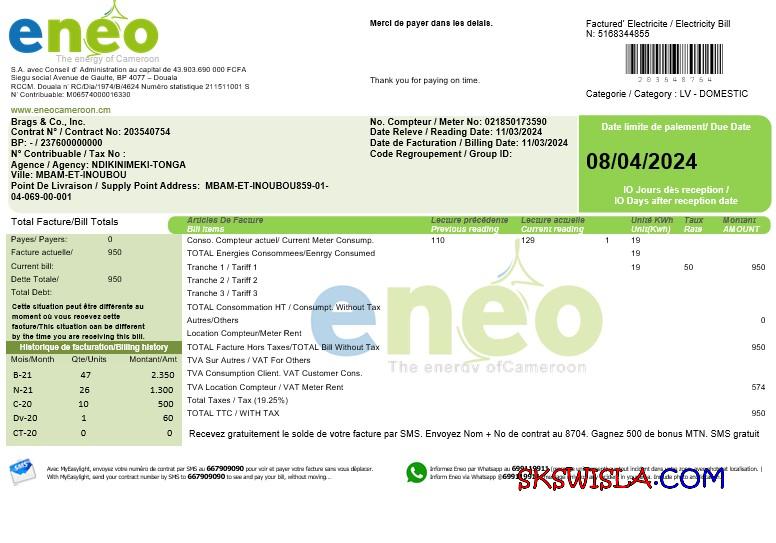 eneo
The energy of Cameroon
S.A. avec Conseil d' Administration au capital de 43.903 690 000 FCFA
Siegu social Avenue de Gaulte, BP 4077 – Douala
RCCM. Douala n' RC/Dia/1974/B/4624 Numéro statistique 211511001 S
N' Contribuable: M06574000016330
www.eneocameroon.cm
Merci de payer dans les delais.
Thank you for paying on time.
Factured' Electricite / Electricity Bill
N: 5168344855
203648764
Categorie / Category : LV - DOMESTIC
Brags & Co., Inc.
Contrat N° / Contract No: 203540754
BP: - / 237600000000
N° Contribuable / Tax No :
Agence / Agency: NDIKINIMEKI-TONGA
Ville: MBAM-ET-INOUBOU
Point De Livraison / Supply Point Address: MBAM-ET-INOUBOU859-01-
04-069-00-001
No. Compteur / Meter No: 021850173590
Date Releve / Reading Date: 11/03/2024
Date de Facturation / Billing Date: 11/03/2024
Code Regroupement / Group ID:
Date limite de paiement/ Due Date
08/04/2024
IO Jours dès réception /
IO Days after reception date
Total Facture/Bill Totals
Payes/ Payers: 0
Facture actuelle/ 950
Current bill:
Dette Totale/ 950
Total Debt:
Cette situation peut être différente au
moment où vous recevez cette
facture/This situation can be different
by the time you are receiving this bill.
Historique de facturation/Billing history
Mois/Month Qte/Units Montant/Amt
B-21 47 2.350
N-21 26 1.300
C-20 10 500
Dv-20 1 60
CT-20 0 0
Articles De Facture Lecture précédente Lecture actuelle Unité KWh Taux Montant
Bill Items Previous reading Current reading Unit(Kwh) Rate AMOUNT
Conso. Compteur actuel/ Current Meter Consump. 110 129 1 19
TOTAL Energies Consommees/Eenrgy Consumed 19
Tranche 1 / Tariff 1 19 50 950
Tranche 2 / Tariff 2
Tranche 3 / Tariff 3
TOTAL Consommation HT / Consumpt. Without Tax
Autres/Others 0
Location Compteur/Meter Rent
TOTAL Facture Hors Taxes/TOTAL Bill Without Tax 950
TVA Sur Autres / VAT For Others
TVA Consumption Client. VAT Customer Cons.
TVA Location Compteur / VAT Meter Rent 574
Total Taxes / Tax (19.25%)
TOTAL TTC / WITH TAX 950
eneo
The energy of Cameroon
Recevez gratuitement le solde de votre facture par SMS. Envoyez Nom + No de contrat au 8704. Gagnez 500 de bonus MTN. SMS gratuit
Avec MyEasylight, envoyez votre numéro de contrat par SMS au 667909090 pour voir et payer votre facture sans vous déplacer.
With MyEasylight, send your contract number by SMS to 667909090 to see and pay your bill, without moving...
Informez Eneo par Whatsapp au 699119911
Inform Eneo via Whatsapp @
SKSWISLA.COM